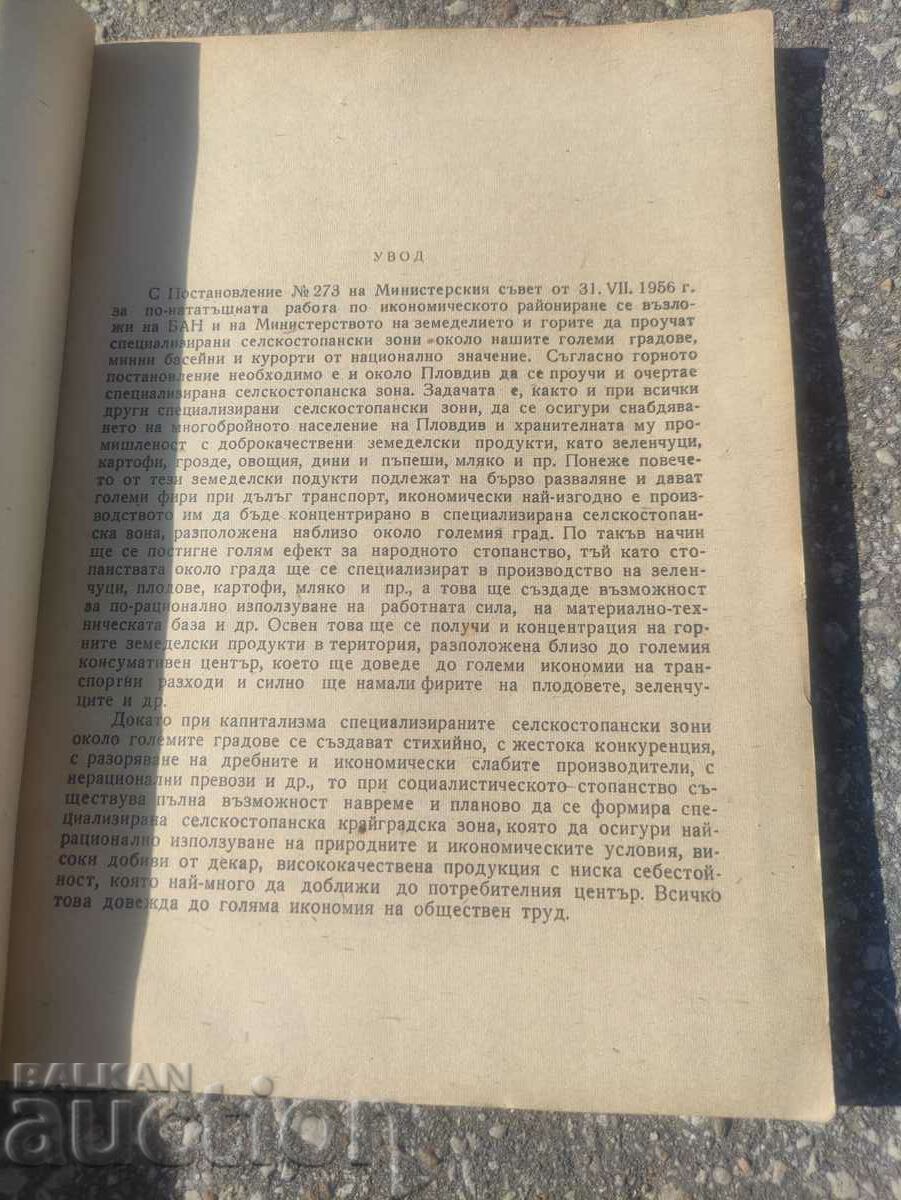 УВОД
С Постановление № 273 на Министерския съвет от 31. VII. 1956 г.
за по-нататъшната работа по икономическото райониране се възло-
жи на БАН и на Министерството на земеделието и горите да проучат
специализирани селскостопански зони около нашите големи градове,
минни басейни и курорти от национално значение. Съгласно горното
постановление необходимо е и около Пловдив да се проучи и очертае
специализирана селскостопанска зона. Задачата е, както и при всички
други специализирани селскостопански зони, да се осигури снабдява-
нето на многобройното население на Пловдив и хранителната му про-
мишленост с доброкачествени земеделски продукти, като зеленчуци,
картофи, грозде, овощия, дини и пъпеши, мляко и пр. Понеже повече-
то от тези земеделски подукти подлежат на бързо разваляне и дават
големи фири при дълъг транспорт, икономически най-изгодно е произ-
водството им да бъде концентрирано в специализирана селскостопан-
ска зона, разположена наблизо около големия град. По такъв начин
ще се постигне голям ефект за народното стопанство, тъй като сто-
панствата около града ще се специализират в производство на зелен-
чуци, плодове, картофи, мляко и пр., а това ще създаде възможност
за по-рационално използуване на работната сила, на материално-тех-
ническата база и др. Освен това ще се получи и концентрация на гор-
ните земеделски продукти в територия, разположена близо до големия
консумативен център, което ще доведе до големи икономии на тран-
спортни разходи и силно ще намали фирите на плодовете, зеленчу-
ците и др.
Докато при капитализма специализираните селскостопански зони
около големите градове се създават стихийно, с жестока конкуренция,
с разоряване на дребните и икономически слабите производители, с
нерационални превози и др., то при социалистическото стопанство съ-
ществува пълна възможност навреме и планово да се формира спе-
циализирана селскостопанска крайградска зона, която да осигури най-
рационално използуване на природните и икономическите условия, ви-
соки добиви от декар, висококачествена продукция с ниска себестой-
ност, която най-много да доближи до потребителния център. Всичко
това довежда до голяма икономия на обществен труд.
BALKAN
auction